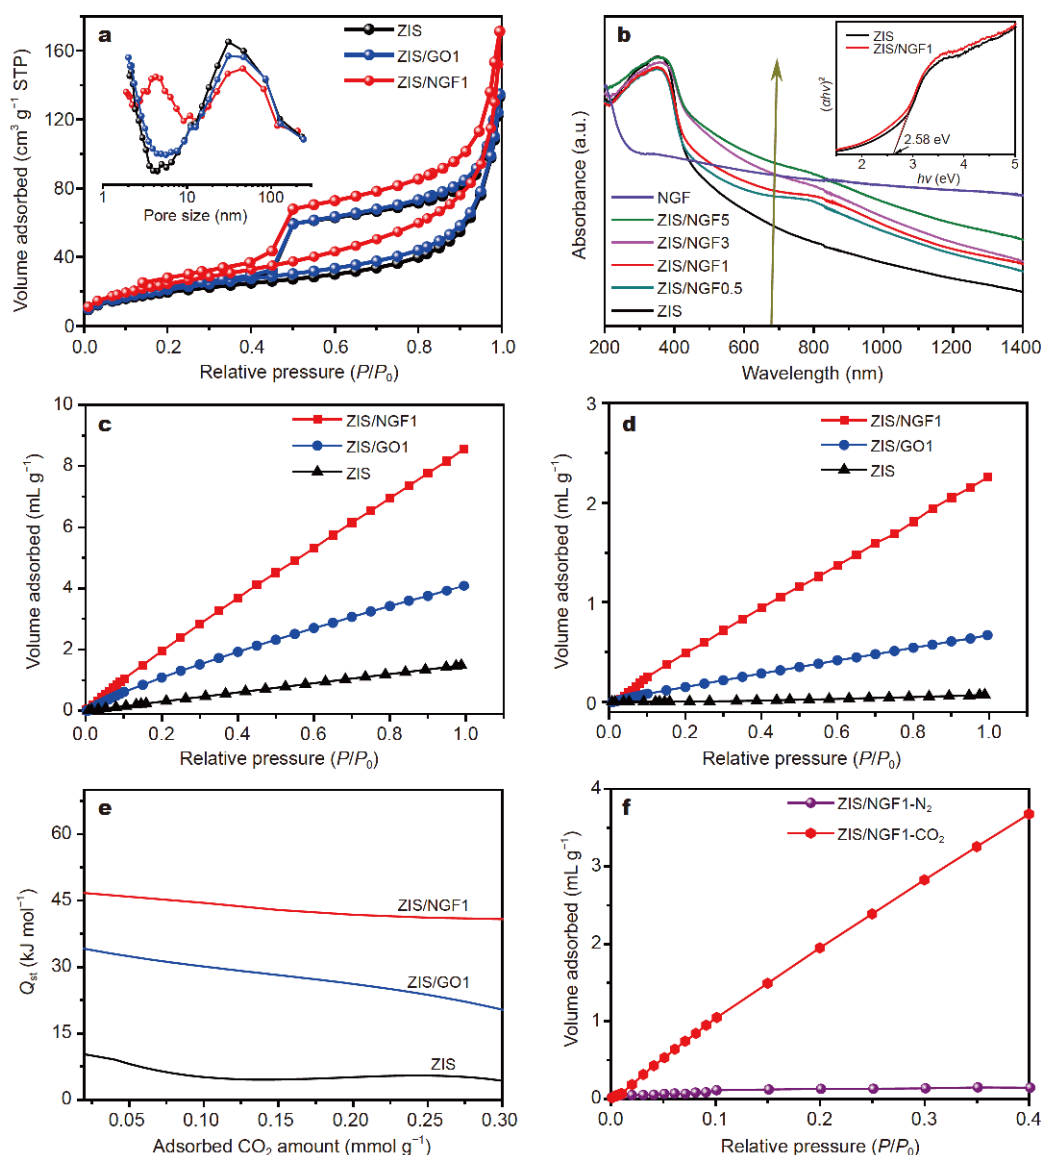 a
ZIS
ZIS/GO1
ZIS/NGF1
Volume adsorbed (cm³ g⁻¹ STP)
160
120
80
40
0
1
10
100
Pore size (nm)
0.0
0.2
0.4
0.6
0.8
1.0
Relative pressure (P/P₀)
b
ZIS
ZIS/NGF1
(αhv)²
2.58 eV
2
3
4
5
hv (eV)
Absorbance (a.u.)
NGF
ZIS/NGF5
ZIS/NGF3
ZIS/NGF1
ZIS/NGF0.5
ZIS
200
400
600
800
1000
1200
1400
Wavelength (nm)
c
ZIS/NGF1
ZIS/GO1
ZIS
Volume adsorbed (mL g⁻¹)
10
8
6
4
2
0
0.0
0.2
0.4
0.6
0.8
1.0
Relative pressure (P/P₀)
d
ZIS/NGF1
ZIS/GO1
ZIS
Volume adsorbed (mL g⁻¹)
3
2
1
0
0.0
0.2
0.4
0.6
0.8
1.0
Relative pressure (P/P₀)
e
Qst (kJ mol⁻¹)
60
45
30
15
0
ZIS/NGF1
ZIS/GO1
ZIS
0.05
0.10
0.15
0.20
0.25
0.30
Adsorbed CO₂ amount (mmol g⁻¹)
f
ZIS/NGF1-N₂
ZIS/NGF1-CO₂
Volume adsorbed (mL g⁻¹)
4
3
2
1
0
0.0
0.1
0.2
0.3
0.4
Relative pressure (P/P₀)